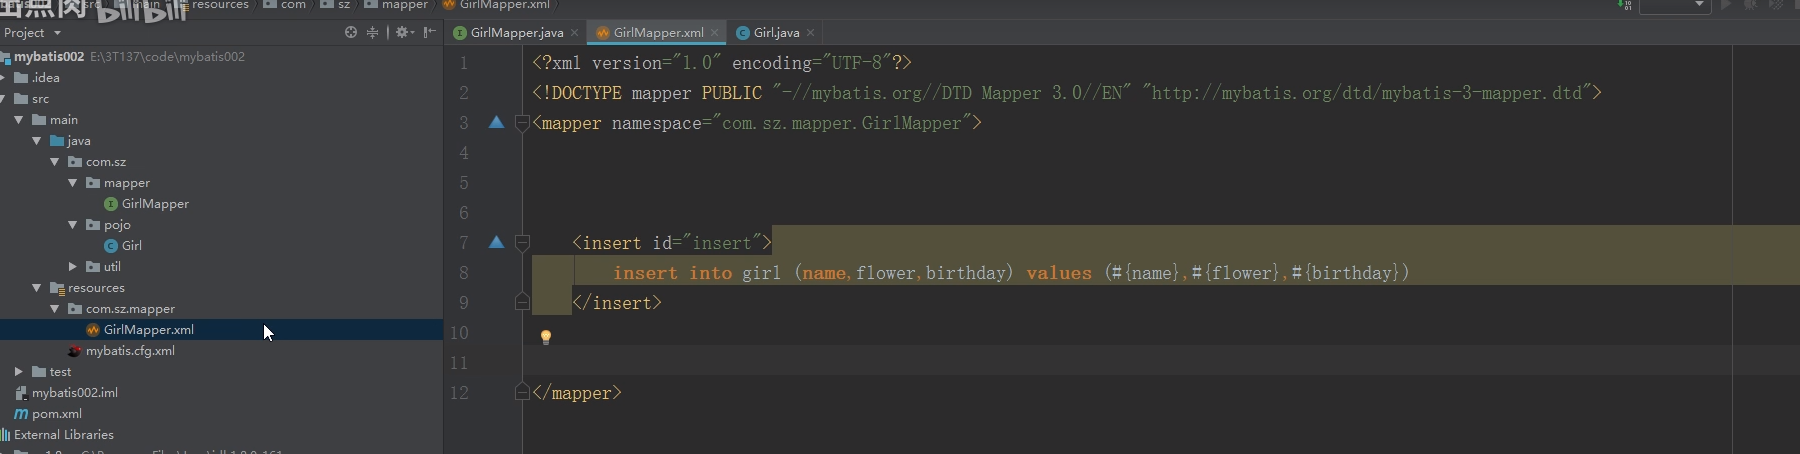 bilibili
resources com sz mapper GirlMapper.xml
Project
GirlMapper.java GirlMapper.xml Girl.java
mybatis002 E:\3T137\code\mybatis002
.idea
src
main
java
com.sz
mapper
GirlMapper
pojo
Girl
util
resources
com.sz.mapper
GirlMapper.xml
mybatis.cfg.xml
test
mybatis002.iml
pom.xml
External Libraries
1 <?xml version="1.0" encoding="UTF-8"?>
2 <!DOCTYPE mapper PUBLIC "-//mybatis.org//DTD Mapper 3.0//EN" "http://mybatis.org/dtd/mybatis-3-mapper.dtd">
3 <mapper namespace="com.sz.mapper.GirlMapper">
4
5
6
7 <insert id="insert">
8 insert into girl (name,flower,birthday) values (#{name},#{flower},#{birthday})
9 </insert>
10
11
12 </mapper>